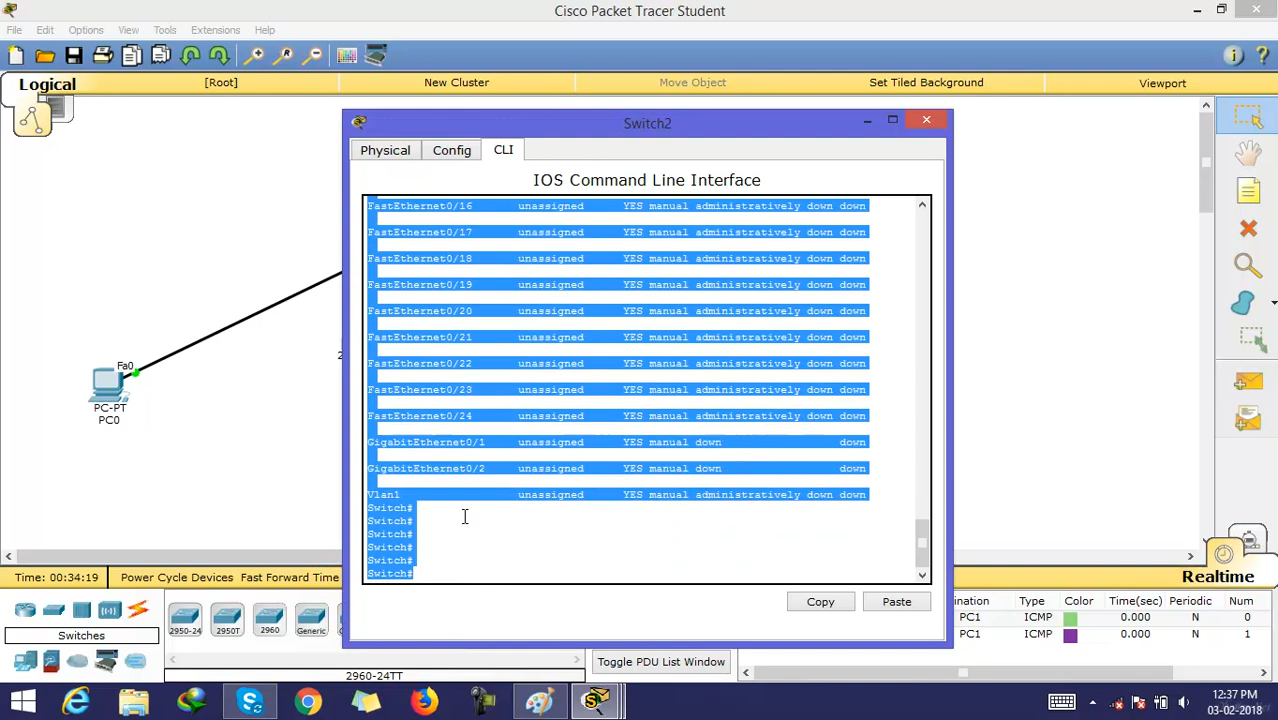 Cisco Packet Tracer Student
File Edit Options View Tools Extensions Help
Logical [Root] New Cluster Move Object Set Tiled Background Viewport
Switch2
Physical Config CLI
IOS Command Line Interface
FastEthernet0/16 unassigned YES manual administratively down down
FastEthernet0/17 unassigned YES manual administratively down down
FastEthernet0/18 unassigned YES manual administratively down down
FastEthernet0/19 unassigned YES manual administratively down down
FastEthernet0/20 unassigned YES manual administratively down down
FastEthernet0/21 unassigned YES manual administratively down down
FastEthernet0/22 unassigned YES manual administratively down down
FastEthernet0/23 unassigned YES manual administratively down down
FastEthernet0/24 unassigned YES manual administratively down down
GigabitEthernet0/1 unassigned YES manual down down
GigabitEthernet0/2 unassigned YES manual down down
Vlan1 unassigned YES manual administratively down down
Switch#
Switch#
Switch#
Switch#
Switch#
Switch#
Copy Paste
Fa0
PC-PT
PC0
2
Time: 00:34:19 Power Cycle Devices Fast Forward Time
Realtime
Switches
2950-24 2950T 2960 Generic
2960-24TT
Toggle PDU List Window
ination Type Color Time(sec) Periodic Num
PC1 ICMP 0.000 N 0
PC1 ICMP 0.000 N 1
12:37 PM
03-02-2018